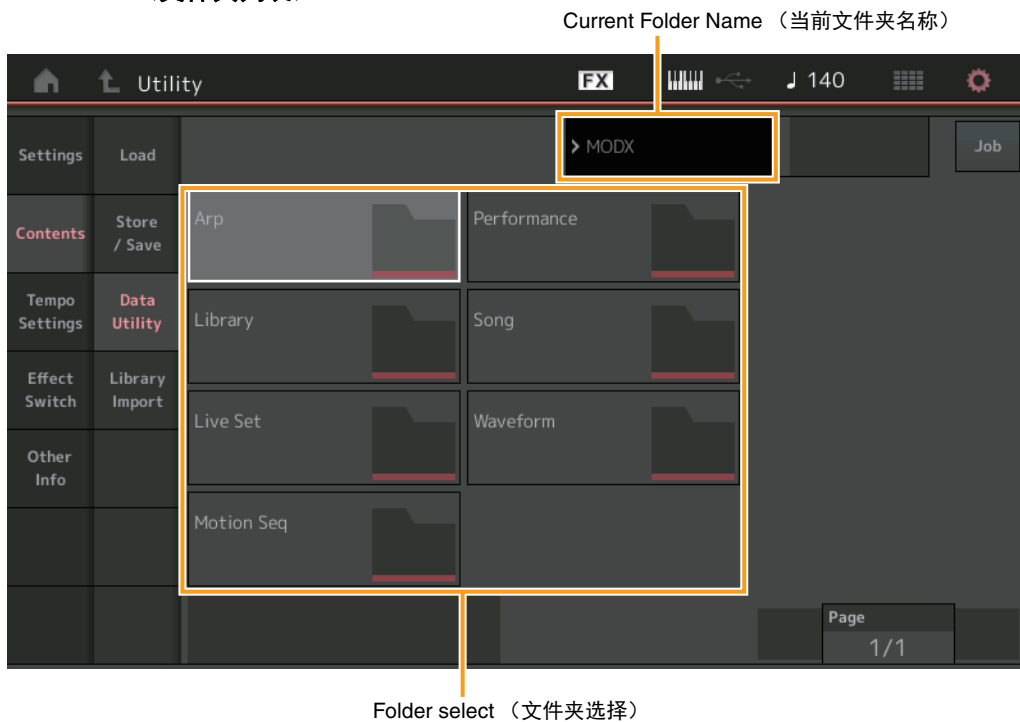 Current Folder Name （当前文件夹名称）
Utility
FX
140
Settings
Load
> MODX
Job
Contents
Store
/ Save
Arp
Performance
Tempo
Settings
Data
Utility
Library
Song
Effect
Switch
Library
Import
Live Set
Waveform
Other
Info
Motion Seq
Page
1/1
Folder select （文件夹选择）